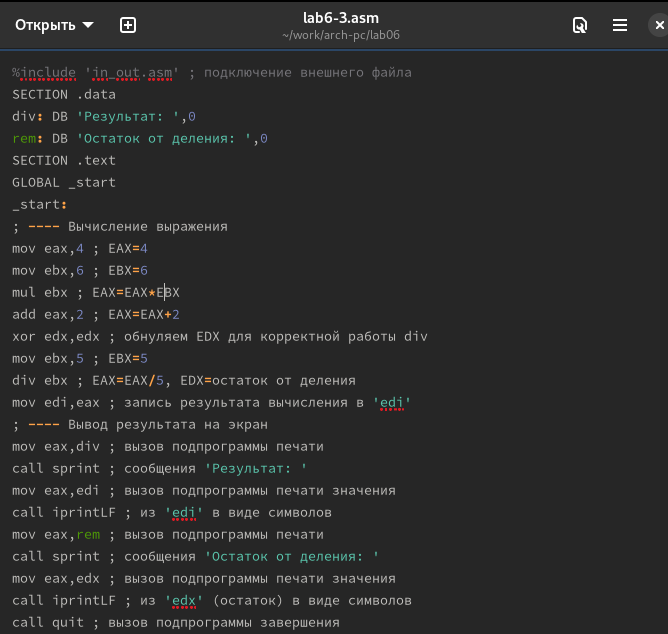 Открыть
lab6-3.asm
~/work/arch-pc/lab06
%include 'in_out.asm' ; подключение внешнего файла
SECTION .data
div: DB 'Результат: ',0
rem: DB 'Остаток от деления: ',0
SECTION .text
GLOBAL _start
_start:
; ---- Вычисление выражения
mov eax,4 ; EAX=4
mov ebx,6 ; EBX=6
mul ebx ; EAX=EAX*EBX
add eax,2 ; EAX=EAX+2
xor edx,edx ; обнуляем EDX для корректной работы div
mov ebx,5 ; EBX=5
div ebx ; EAX=EAX/5, EDX=остаток от деления
mov edi,eax ; запись результата вычисления в 'edi'
; ---- Вывод результата на экран
mov eax,div ; вызов подпрограммы печати
call sprint ; сообщения 'Результат: '
mov eax,edi ; вызов подпрограммы печати значения
call iprintLF ; из 'edi' в виде символов
mov eax,rem ; вызов подпрограммы печати
call sprint ; сообщения 'Остаток от деления: '
mov eax,edx ; вызов подпрограммы печати значения
call iprintLF ; из 'edx' (остаток) в виде символов
call quit ; вызов подпрограммы завершения